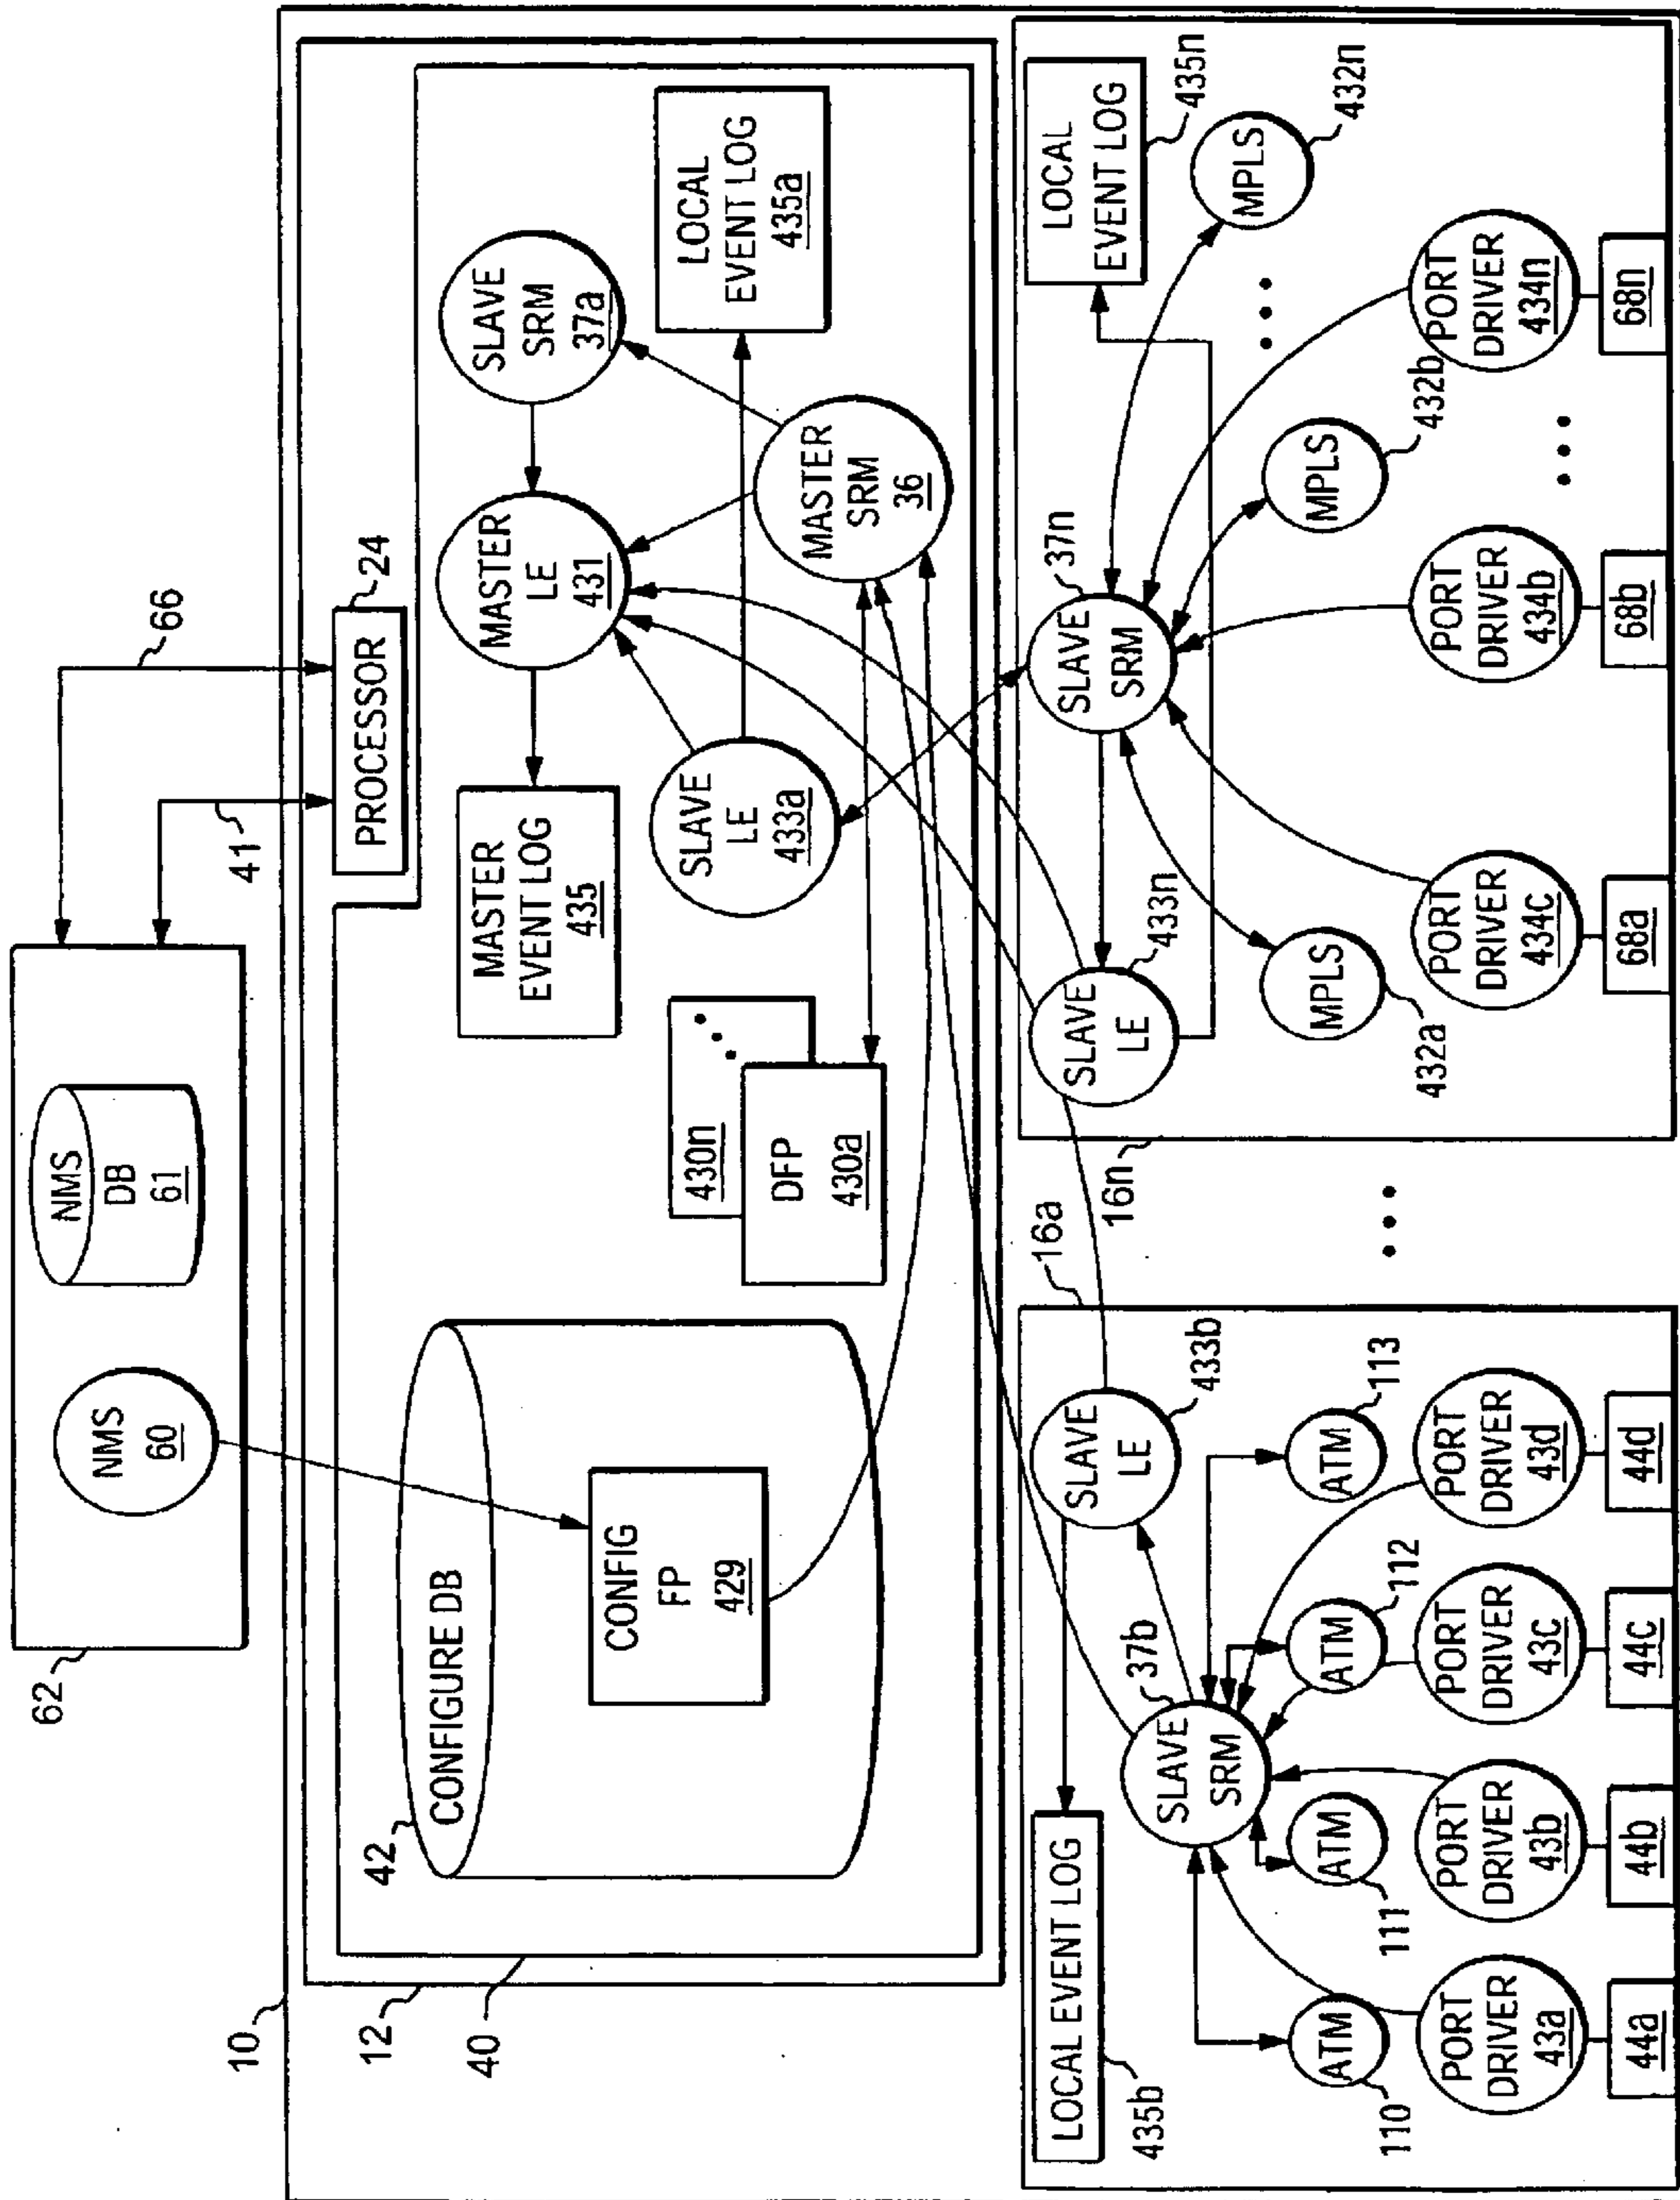 62
NMS
60
NMS
DB
61
41
66
10
12
40
PROCESSOR
24
42
CONFIGURE DB
CONFIG
FP
429
430n
DFP
430a
MASTER
EVENT LOG
435
MASTER
LE
431
SLAVE
SRM
37a
SLAVE
LE
433a
MASTER
SRM
36
LOCAL
EVENT LOG
435a
16a
LOCAL EVENT LOG
435b
SLAVE
SRM
37b
SLAVE
LE
433b
ATM
110
ATM
111
ATM
112
ATM
113
PORT
DRIVER
43a
PORT
DRIVER
43b
PORT
DRIVER
43c
PORT
DRIVER
43d
44a
44b
44c
44d
16n
SLAVE
LE
433n
SLAVE
SRM
37n
LOCAL
EVENT LOG
435n
MPLS
432a
MPLS
432b
MPLS
432n
PORT
DRIVER
434c
PORT
DRIVER
434b
PORT
DRIVER
434n
68a
68b
68n